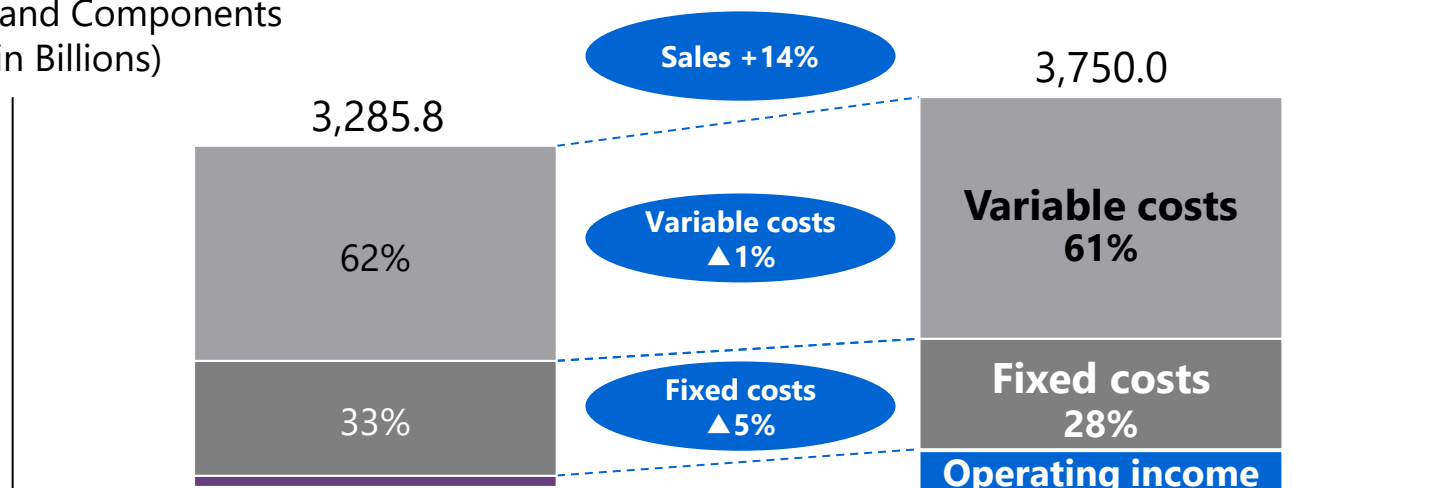 and Components
in Billions)
Sales +14%
3,750.0
3,285.8
Variable costs
▲1%
Variable costs
61%
62%
Fixed costs
▲5%
Fixed costs
28%
33%
Operating income